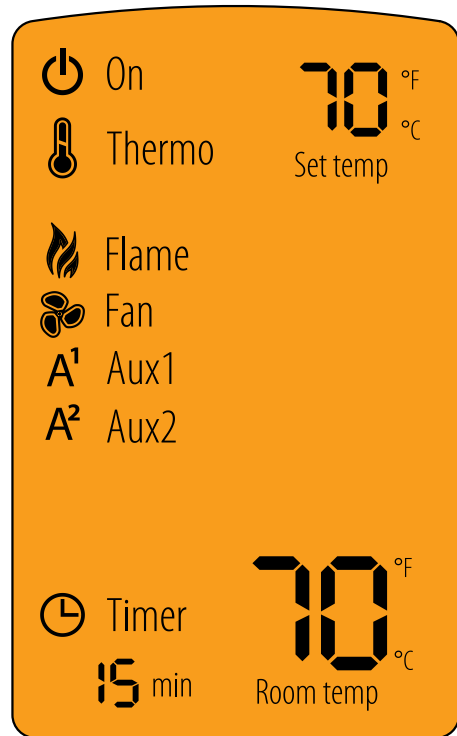 On
70 °F
°C
Thermo
Set temp
Flame
Fan
A¹ Aux1
A² Aux2
70 °F
°C
Timer
15 min
Room temp